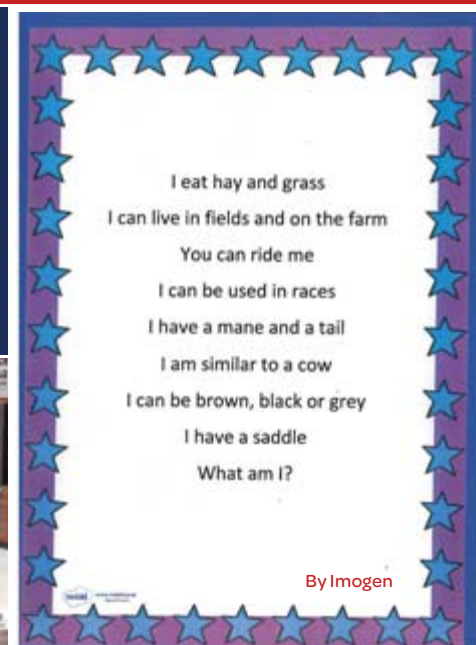 I eat hay and grass
I can live in fields and on the farm
You can ride me
I can be used in races
I have a mane and a tail
I am similar to a cow
I can be brown, black or grey
I have a saddle
What am I?
By Imogen